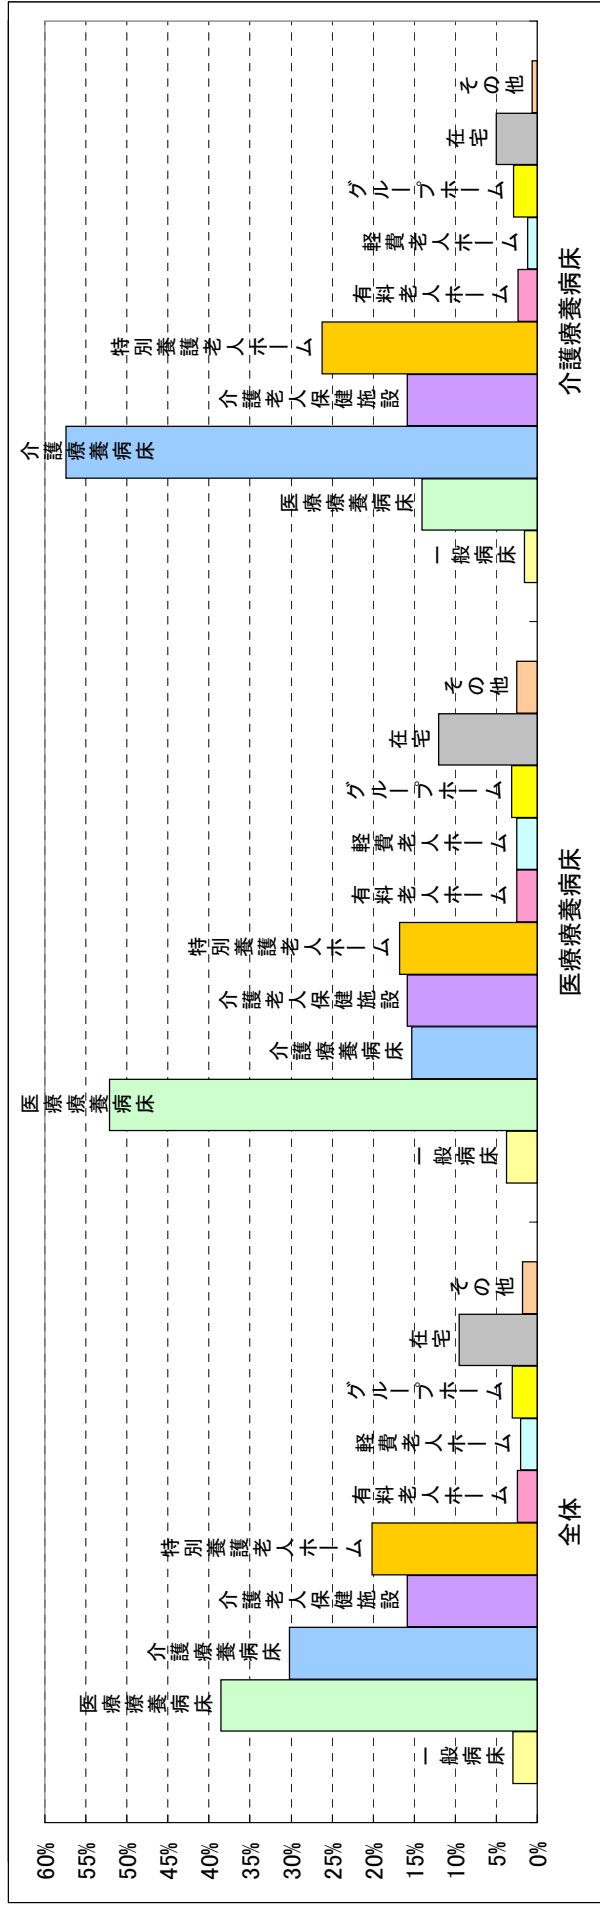 60%
55%
50%
45%
40%
35%
30%
25%
20%
15%
10%
5%
0%
一般病床
医療療養病床
介護療養病床
介護老人保健施設
特別養護老人ホーム
有料老人ホーム
軽費老人ホーム
グループホーム
在宅
その他
全体
一般病床
医療療養病床
介護療養病床
介護老人保健施設
特別養護老人ホーム
有料老人ホーム
軽費老人ホーム
グループホーム
在宅
その他
医療療養病床
一般病床
医療療養病床
介護療養病床
介護老人保健施設
特別養護老人ホーム
有料老人ホーム
軽費老人ホーム
グループホーム
在宅
その他
介護療養病床